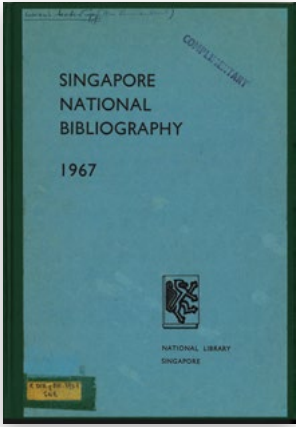 COMPLIMENTARY
SINGAPORE
NATIONAL
BIBLIOGRAPHY
1967
NATIONAL LIBRARY
SINGAPORE